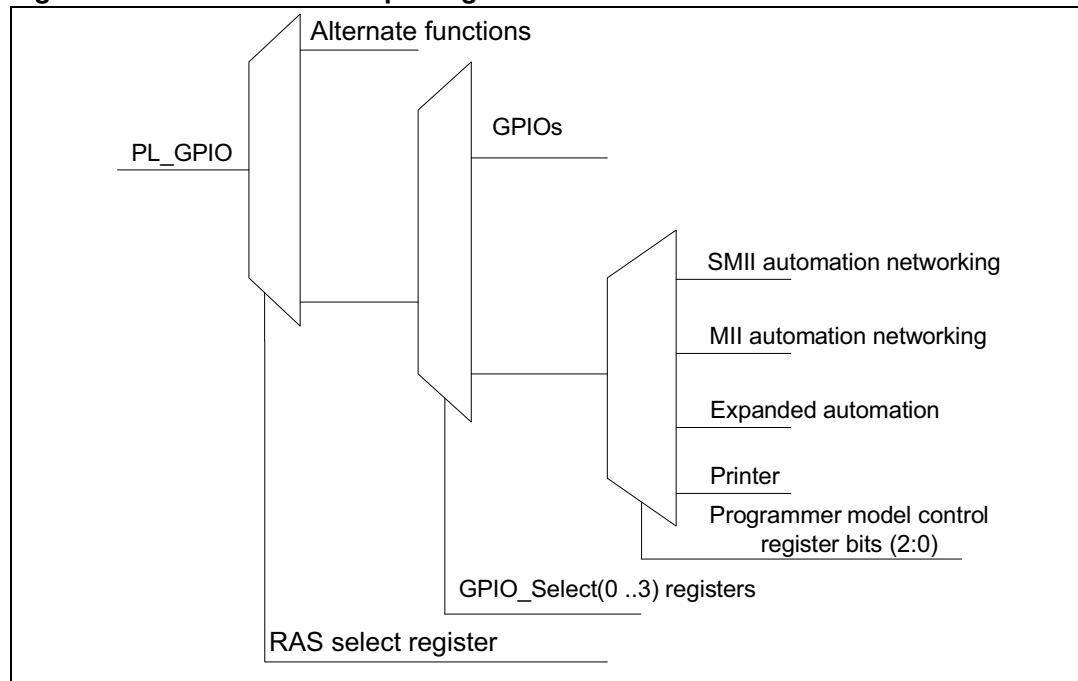 Alternate functions
GPIOs
PL_GPIO
SMII automation networking
MII automation networking
Expanded automation
Printer
Programmer model control
register bits (2:0)
GPIO_Select(0 ..3) registers
RAS select register